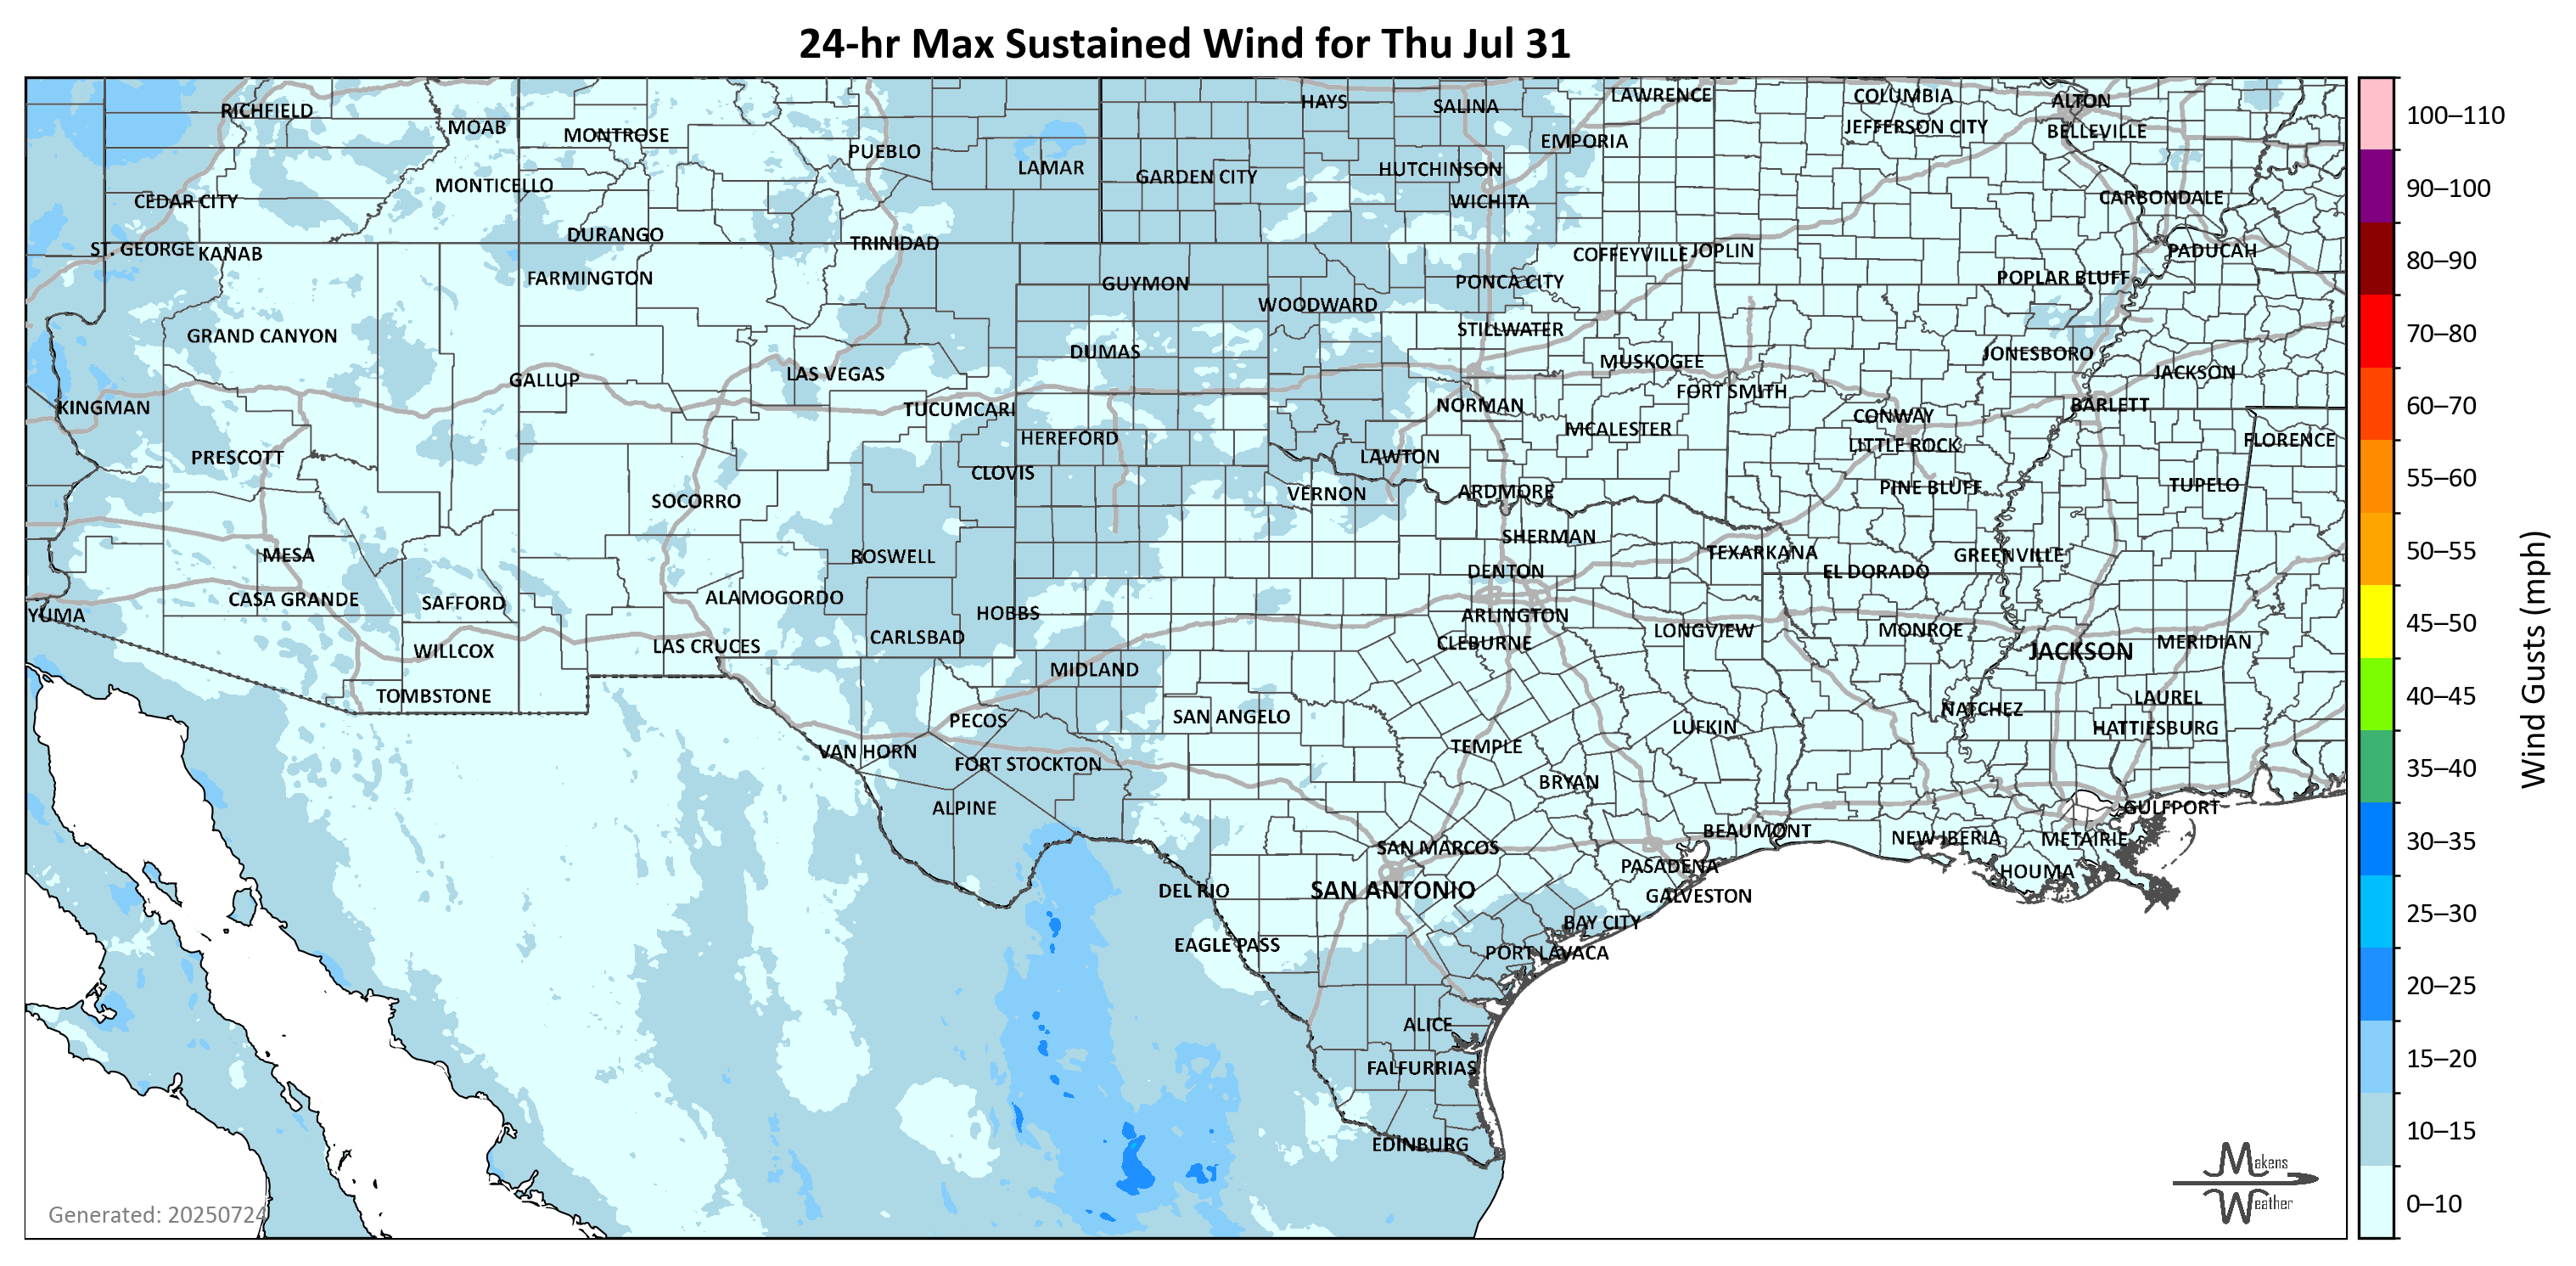 24-hr Max Sustained Wind for Thu Jul 31
RICHFIELD
MOAB
MONTROSE
PUEBLO
LAMAR
HAYS
SALINA
LAWRENCE
COLUMBIA
ALTON
EMPORIA
JEFFERSON CITY
BELLEVILLE
MONTICELLO
GARDEN CITY
HUTCHINSON
CEDAR CITY
WICHITA
CARBONDALE
DURANGO
TRINIDAD
ST. GEORGE
KANAB
COFFEYVILLE
JOPLIN
PADUCAH
FARMINGTON
GUYMON
PONCA CITY
POPLAR BLUFF
WOODWARD
GRAND CANYON
STILLWATER
DUMAS
JONESBORO
MUSKOGEE
GALLUP
LAS VEGAS
JACKSON
FORT SMITH
KINGMAN
TUCUMCARI
NORMAN
CONWAY
BARLETT
HEREFORD
MCALESTER
LITTLE ROCK
FLORENCE
PRESCOTT
CLOVIS
LAWTON
SOCORRO
VERNON
ARDMORE
PINE BLUFF
TUPELO
SHERMAN
MESA
ROSWELL
TEXARKANA
GREENVILLE
DENTON
EL DORADO
CASA GRANDE
SAFFORD
ALAMOGORDO
YUMA
HOBBS
ARLINGTON
WILLCOX
LAS CRUCES
CARLSBAD
CLEBURNE
LONGVIEW
MONROE
JACKSON
MERIDIAN
MIDLAND
TOMBSTONE
PECOS
SAN ANGELO
LUFKIN
NATCHEZ
LAUREL
HATTIESBURG
VAN HORN
FORT STOCKTON
TEMPLE
BRYAN
ALPINE
GULFPORT
SAN MARCOS
BEAUMONT
NEW IBERIA
METAIRIE
DEL RIO
SAN ANTONIO
PASADENA
HOUMA
GALVESTON
EAGLE PASS
BAY CITY
PORT LAVACA
ALICE
FALFURRIAS
EDINBURG
Generated: 20250724
Makens
Weather
100–110
90–100
80–90
70–80
60–70
55–60
50–55
45–50
40–45
35–40
30–35
25–30
20–25
15–20
10–15
0–10
Wind Gusts (mph)